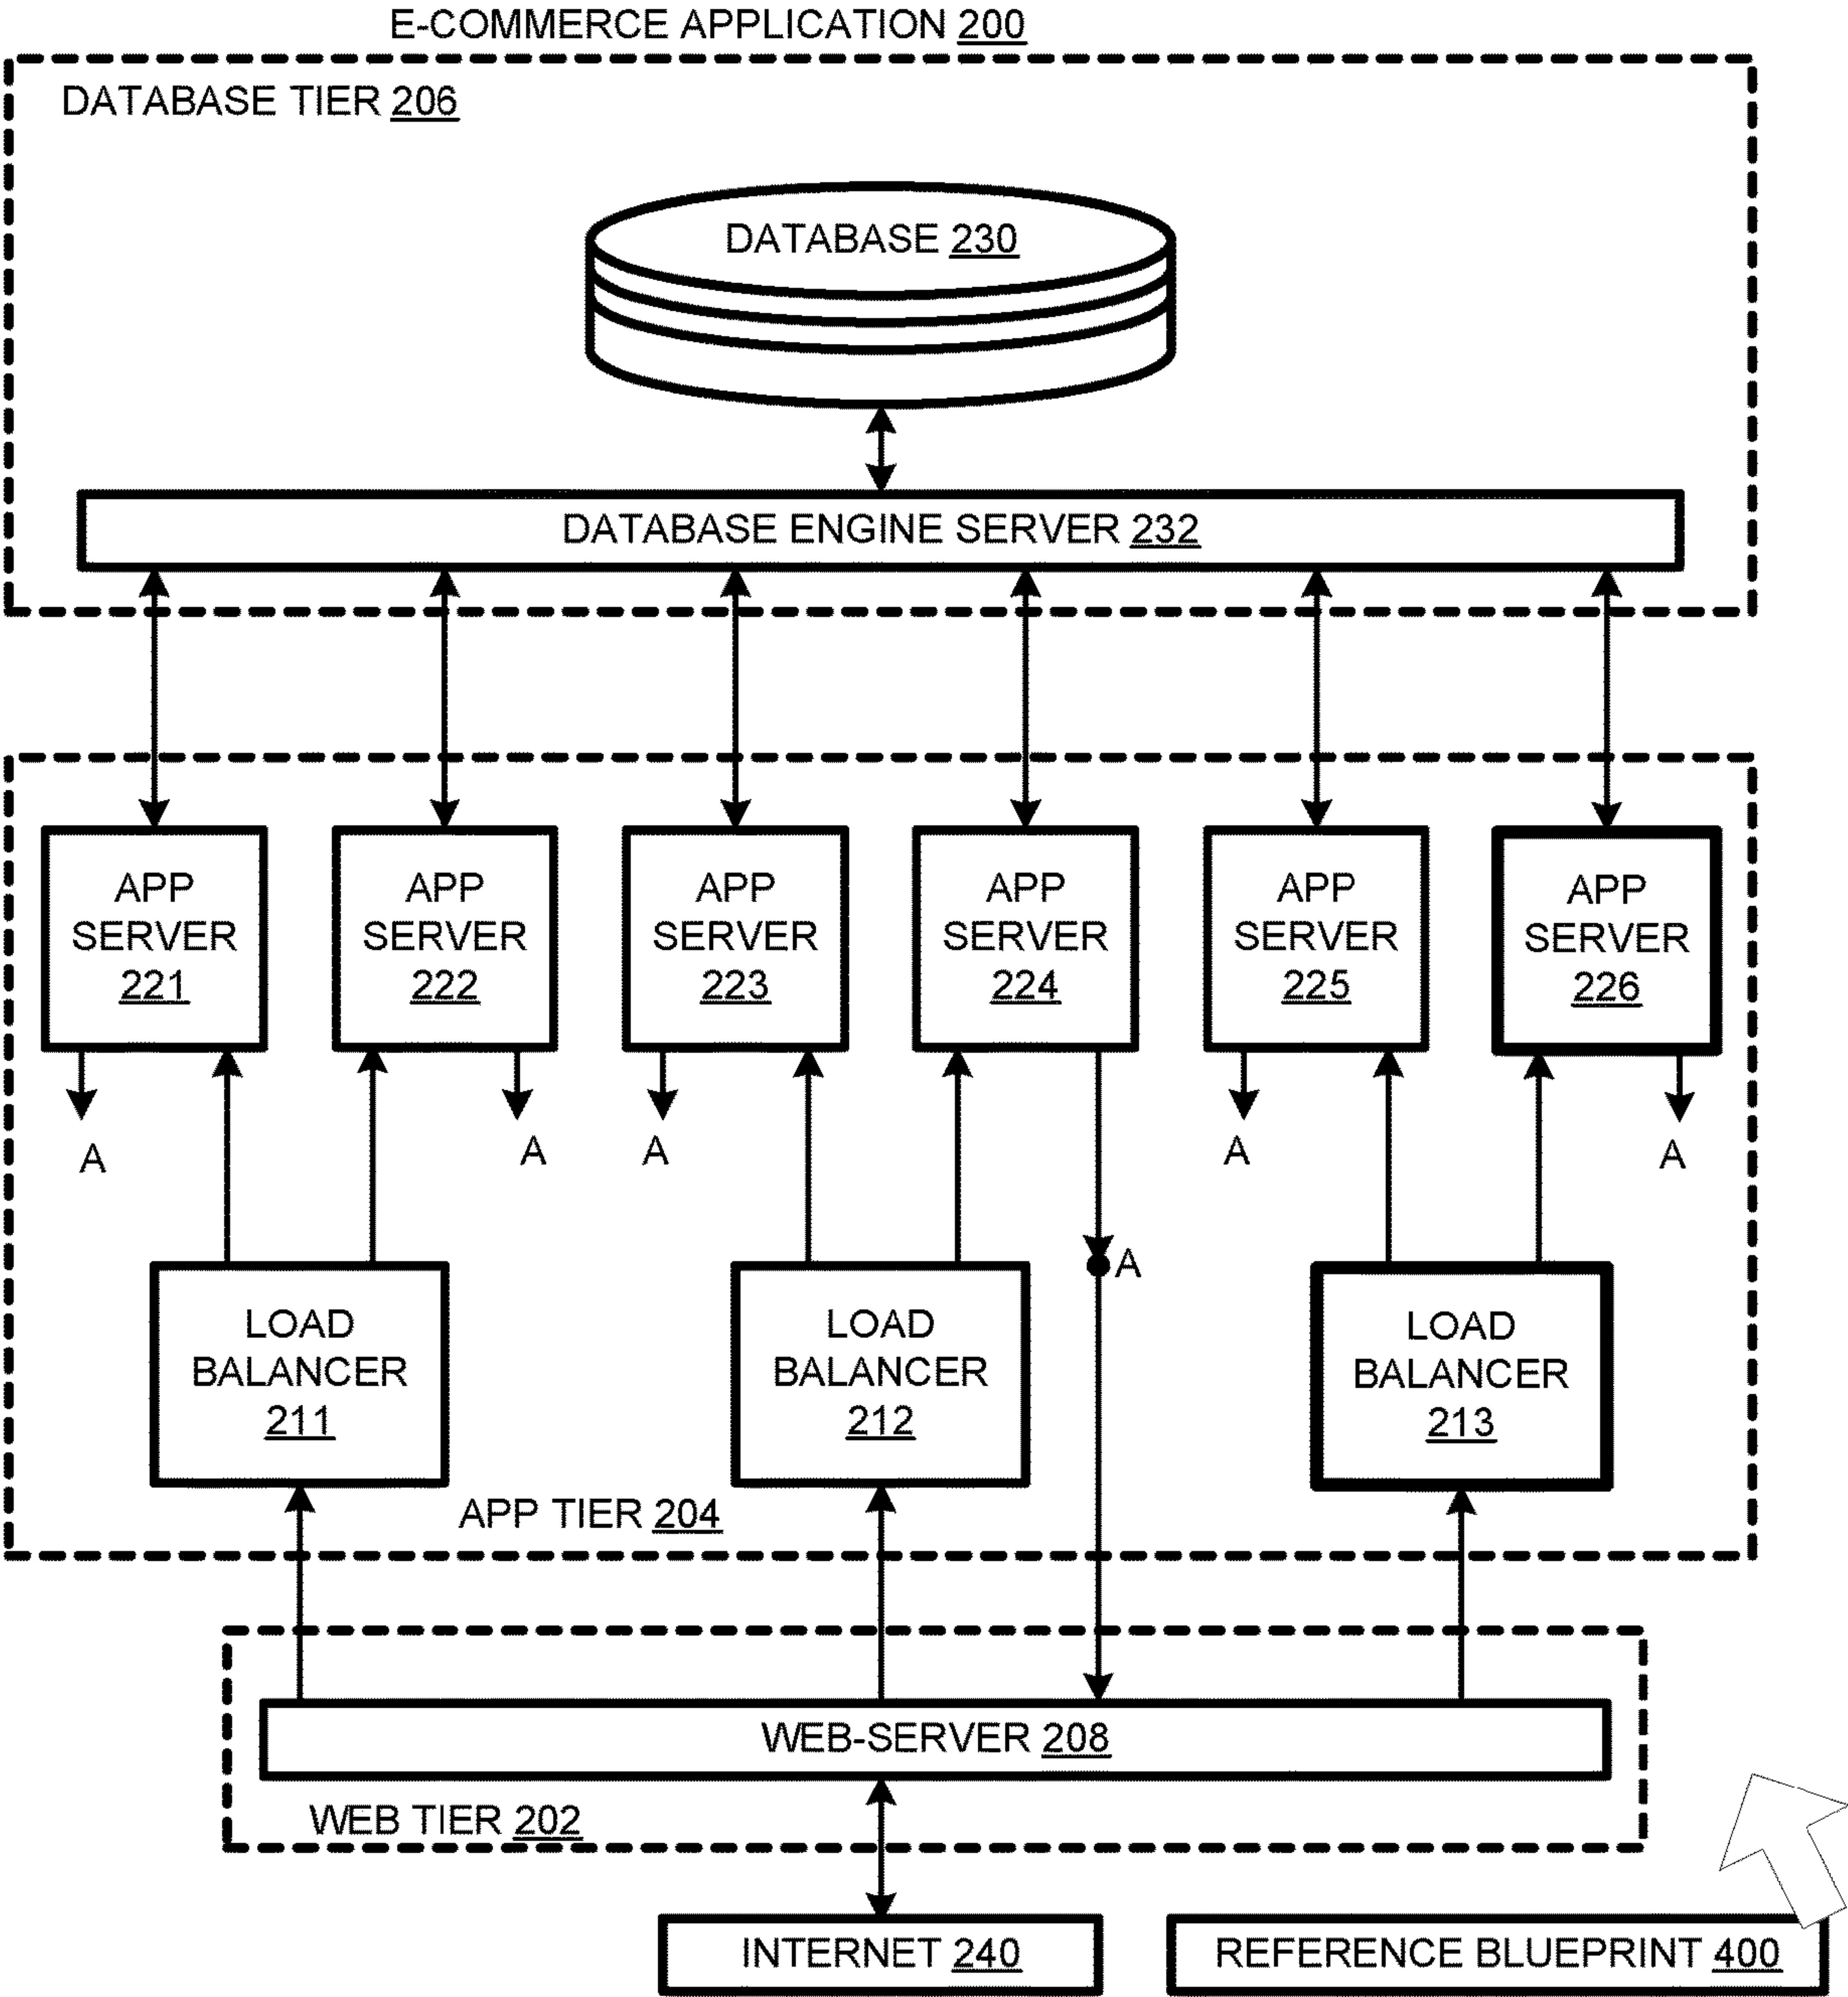 E-COMMERCE APPLICATION 200
DATABASE TIER 206
DATABASE 230
DATABASE ENGINE SERVER 232
APP
SERVER
221
APP
SERVER
222
APP
SERVER
223
APP
SERVER
224
APP
SERVER
225
APP
SERVER
226
A
A
A
A
A
A
LOAD
BALANCER
211
LOAD
BALANCER
212
LOAD
BALANCER
213
APP TIER 204
WEB-SERVER 208
WEB TIER 202
INTERNET 240
REFERENCE BLUEPRINT 400